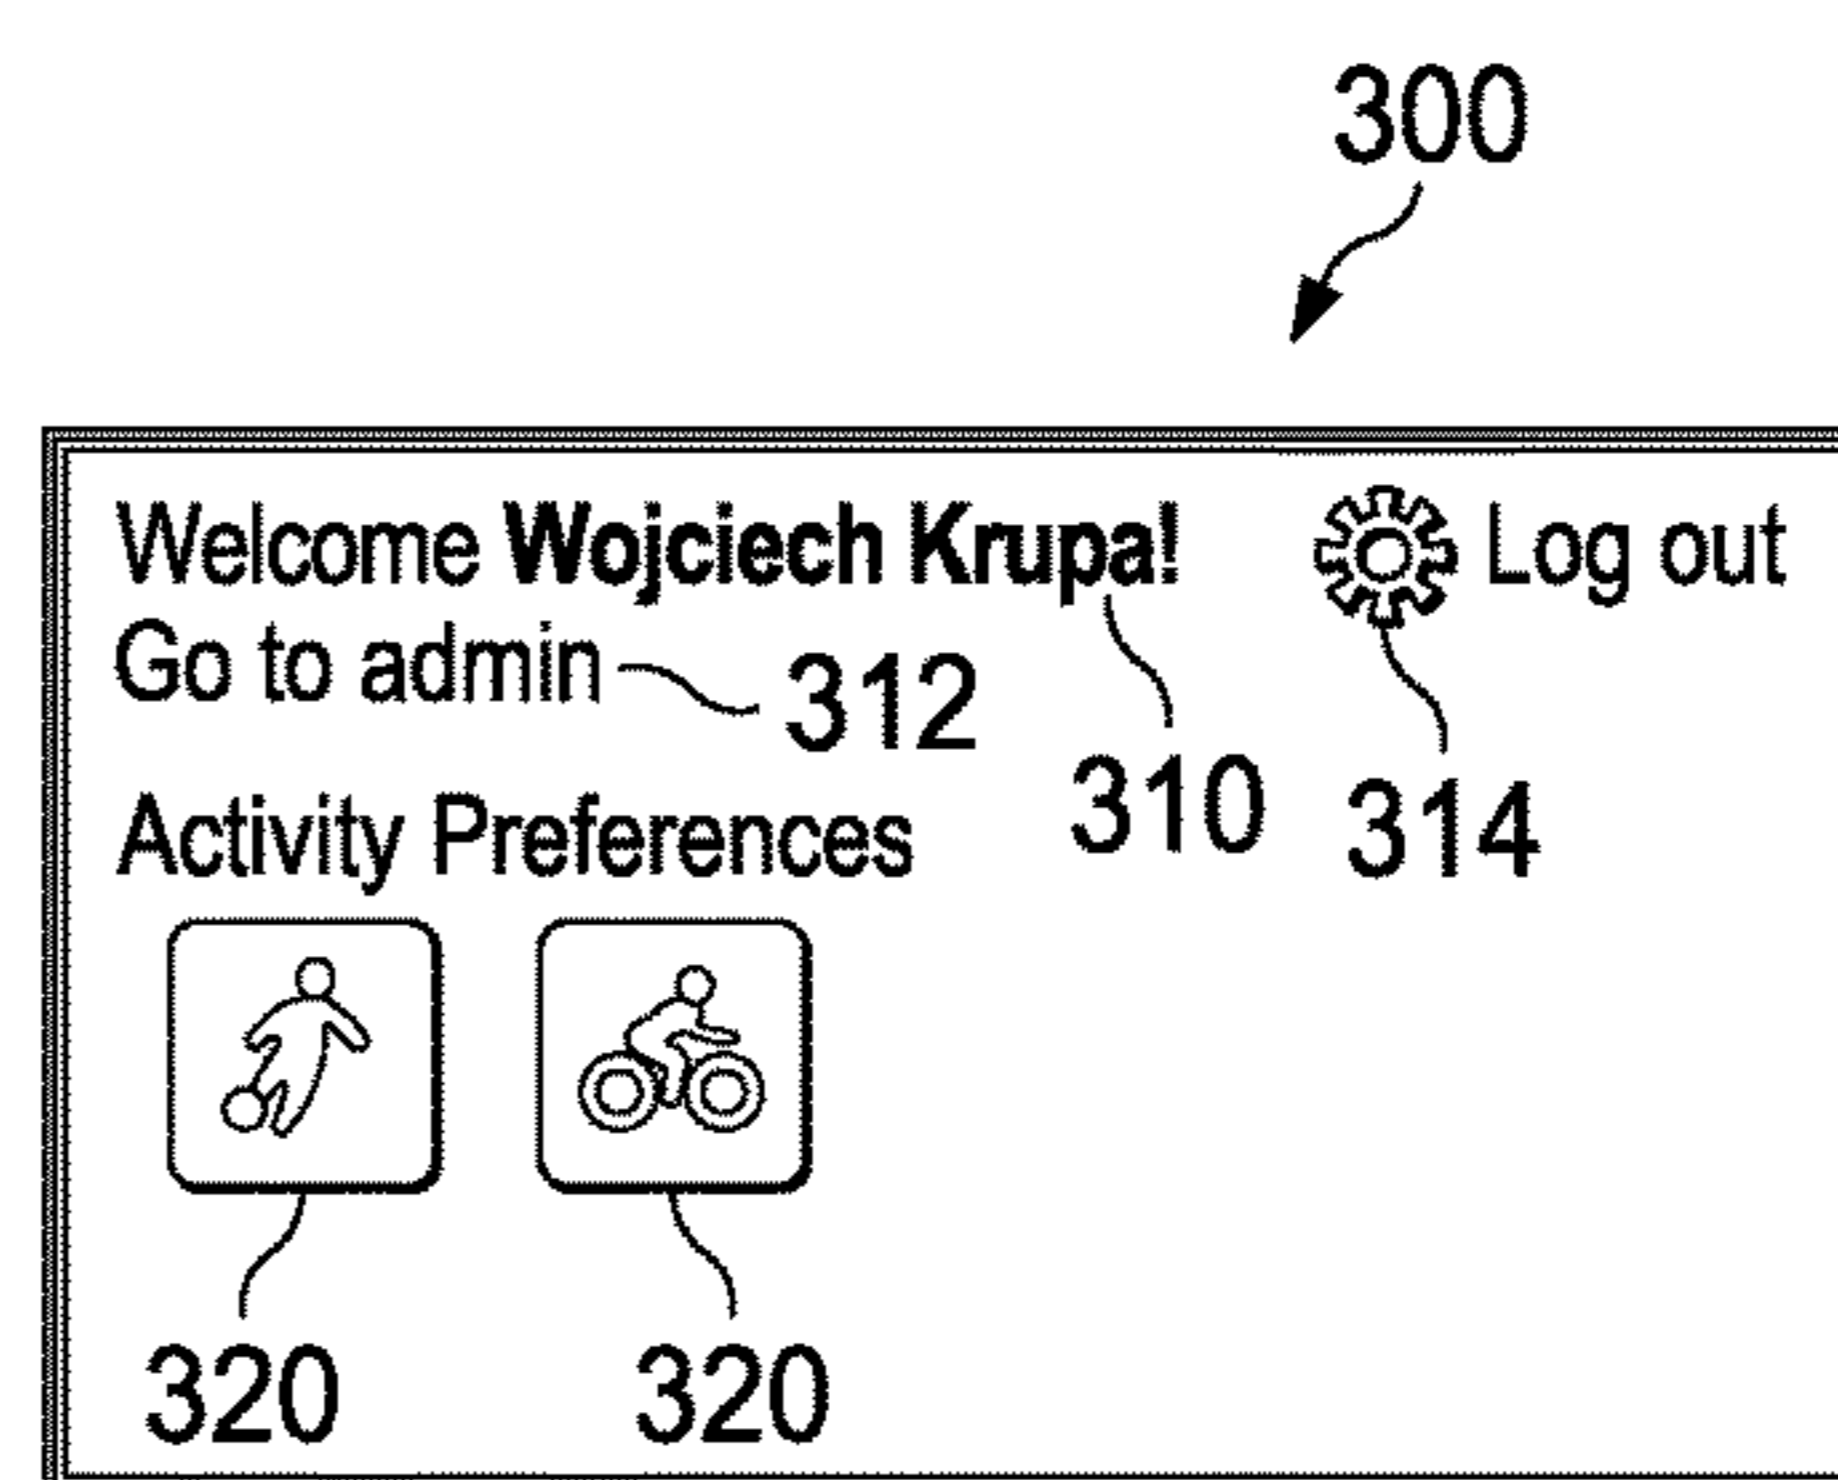 300
Welcome Wojciech Krupa! Log out
Go to admin 312
310 314
Activity Preferences
320 320